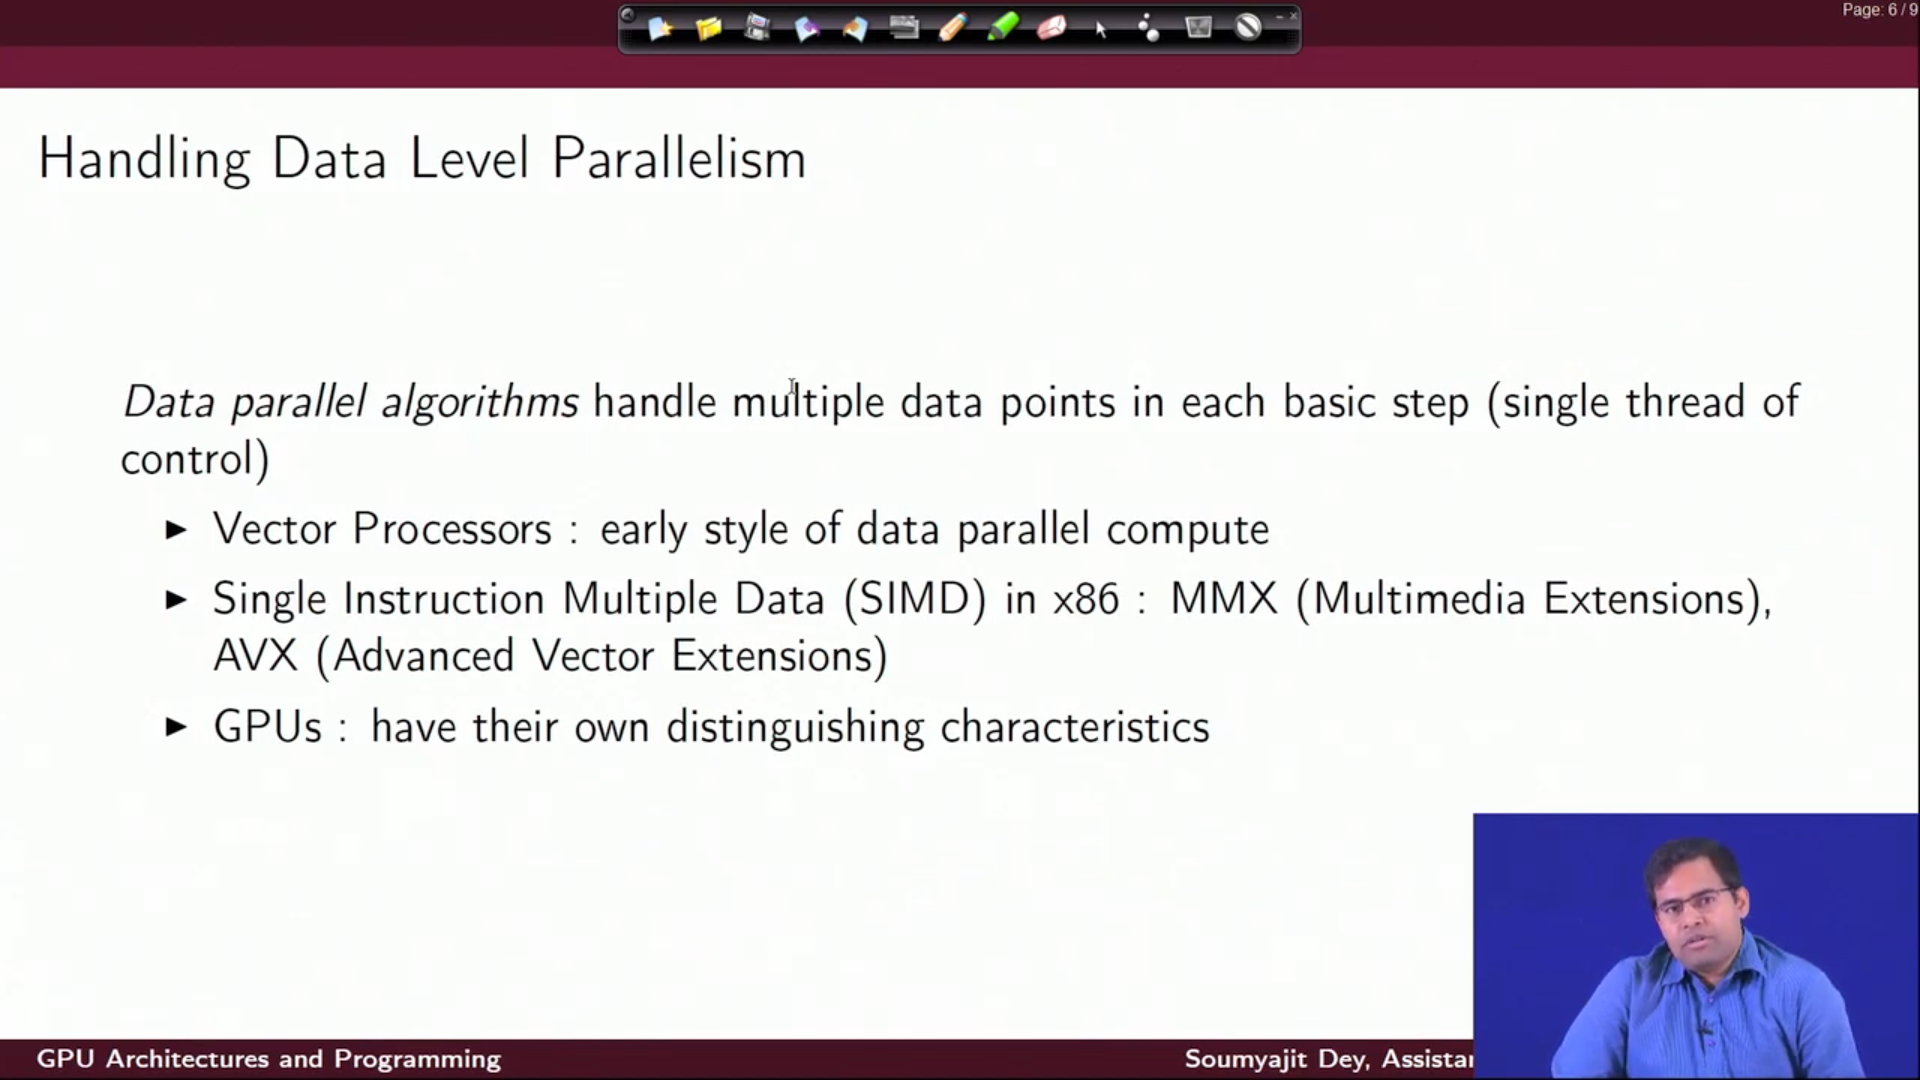 Page: 6 / 9
Handling Data Level Parallelism
Data parallel algorithms handle multiple data points in each basic step (single thread of
control)
▶ Vector Processors : early style of data parallel compute
▶ Single Instruction Multiple Data (SIMD) in x86 : MMX (Multimedia Extensions),
AVX (Advanced Vector Extensions)
▶ GPUs : have their own distinguishing characteristics
GPU Architectures and Programming
Soumyajit Dey, Assistan